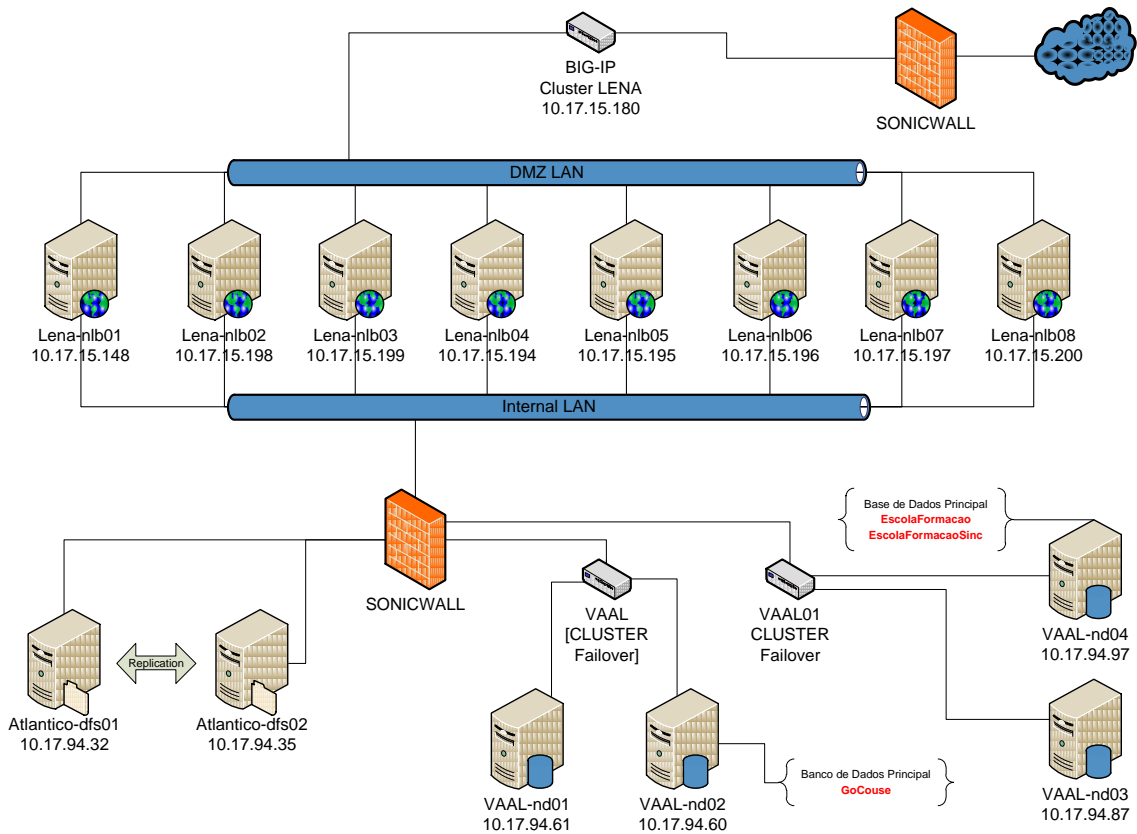 BIG-IP
Cluster LENA
10.17.15.180
SONICWALL
DMZ LAN
Lena-nlb01
10.17.15.148
Lena-nlb02
10.17.15.198
Lena-nlb03
10.17.15.199
Lena-nlb04
10.17.15.194
Lena-nlb05
10.17.15.195
Lena-nlb06
10.17.15.196
Lena-nlb07
10.17.15.197
Lena-nlb08
10.17.15.200
Internal LAN
Base de Dados Principal
EscolaFormacao
EscolaFormacaoSinc
SONICWALL
VAAL
[CLUSTER
Failover]
VAAL01
CLUSTER
Failover
VAAL-nd04
10.17.94.97
Replication
Atlantico-dfs01
10.17.94.32
Atlantico-dfs02
10.17.94.35
VAAL-nd01
10.17.94.61
VAAL-nd02
10.17.94.60
Banco de Dados Principal
GoCouse
VAAL-nd03
10.17.94.87